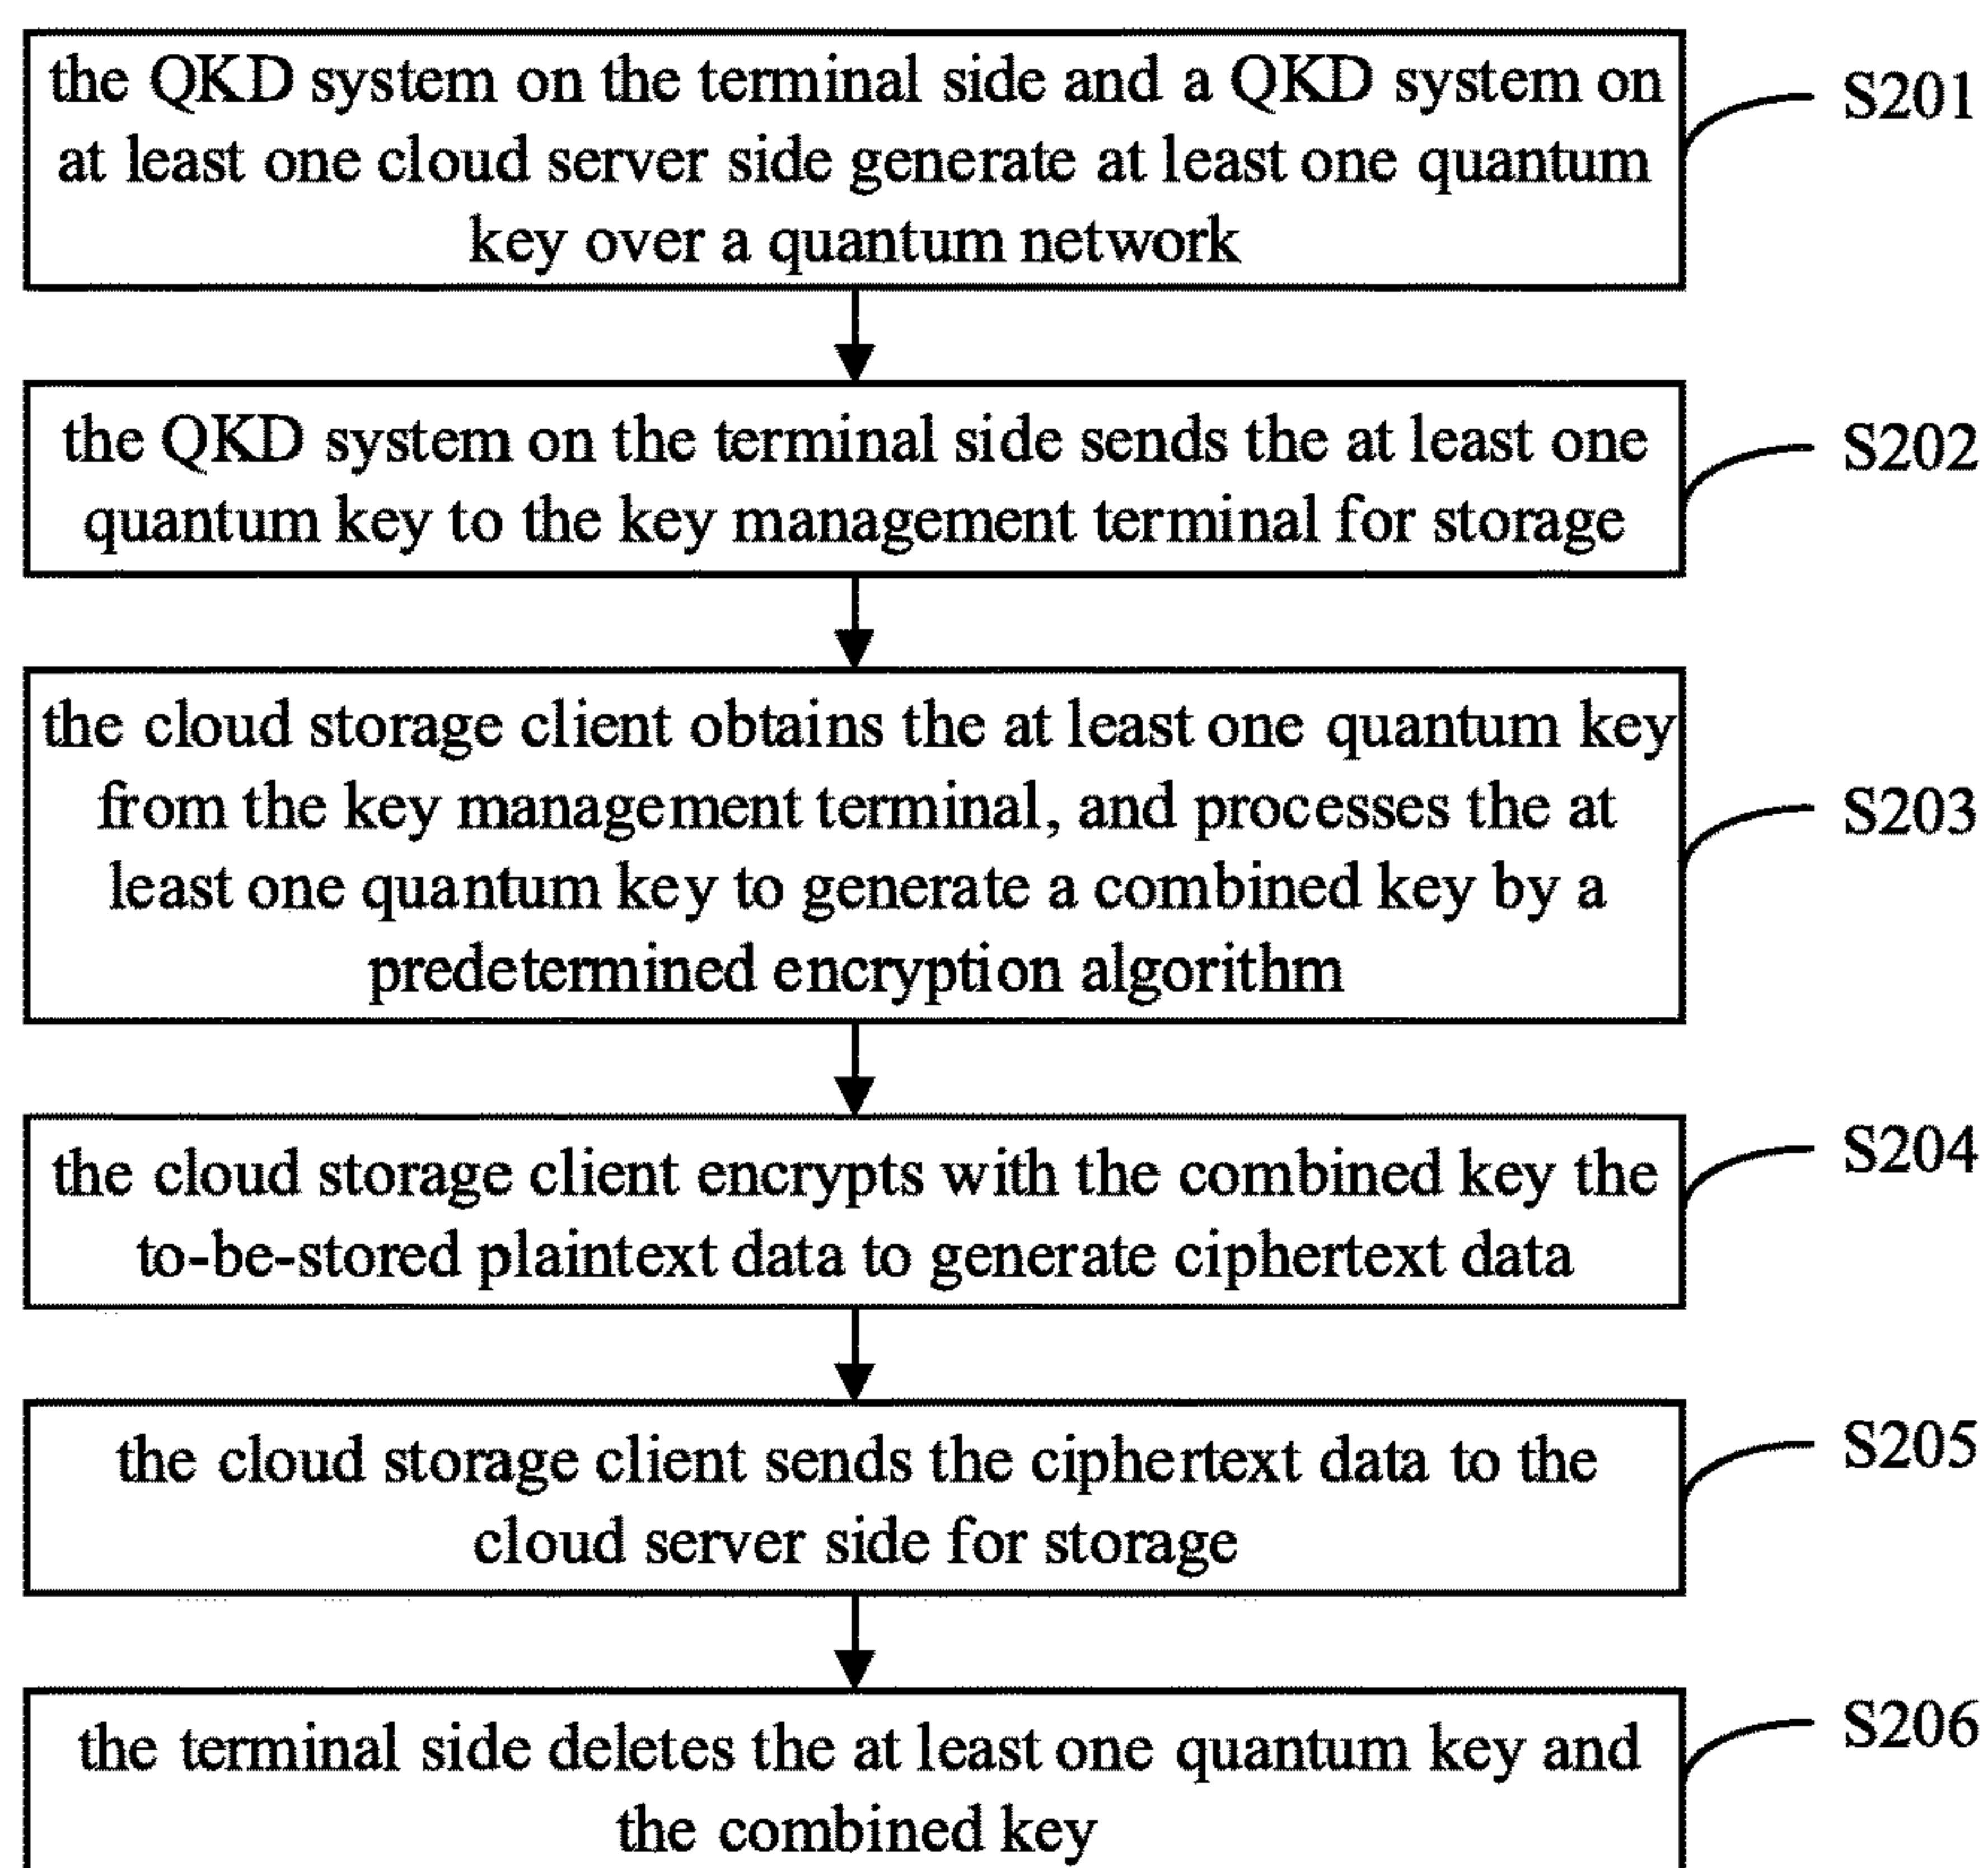 the QKD system on the terminal side and a QKD system on
at least one cloud server side generate at least one quantum
key over a quantum network
S201
the QKD system on the terminal side sends the at least one
quantum key to the key management terminal for storage
S202
the cloud storage client obtains the at least one quantum key
from the key management terminal, and processes the at
least one quantum key to generate a combined key by a
predetermined encryption algorithm
S203
the cloud storage client encrypts with the combined key the
to-be-stored plaintext data to generate ciphertext data
S204
the cloud storage client sends the ciphertext data to the
cloud server side for storage
S205
the terminal side deletes the at least one quantum key and
the combined key
S206